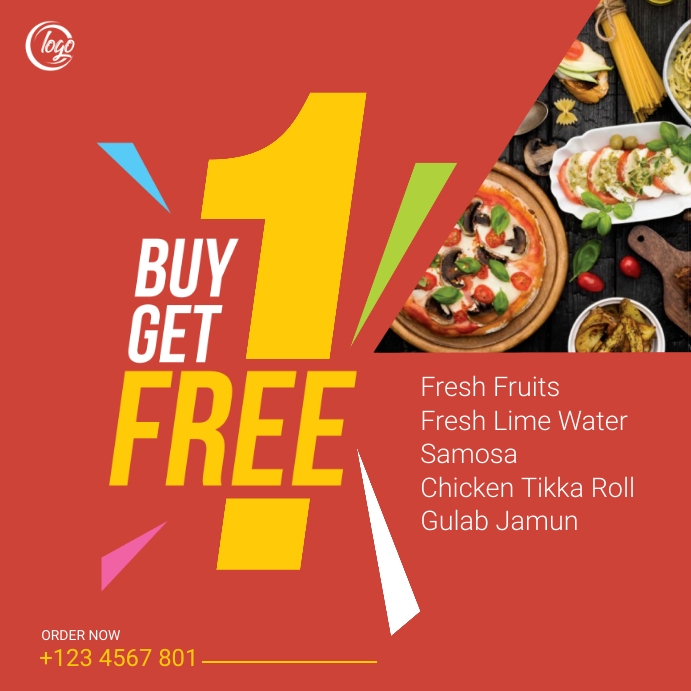 logo
1
BUY
GET
FREE
Fresh Fruits
Fresh Lime Water
Samosa
Chicken Tikka Roll
Gulab Jamun
ORDER NOW
+123 4567 801